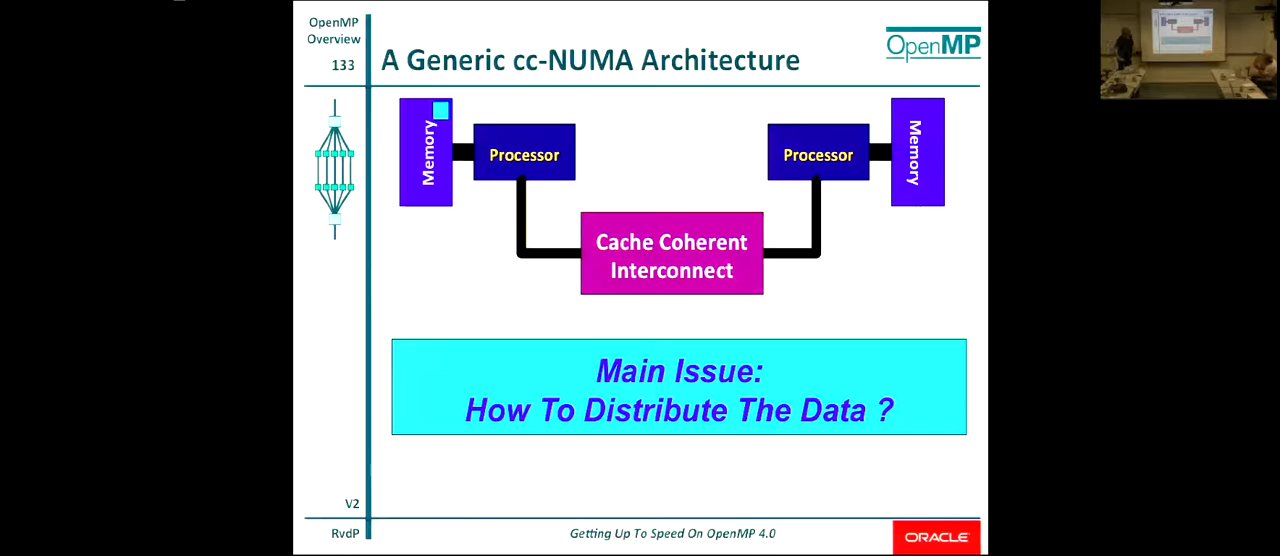 OpenMP
Overview
133
A Generic cc-NUMA Architecture
OpenMP
Memory
Processor
Processor
Memory
Cache Coherent
Interconnect
Main Issue:
How To Distribute The Data ?
V2
RvdP
Getting Up To Speed On OpenMP 4.0
ORACLE